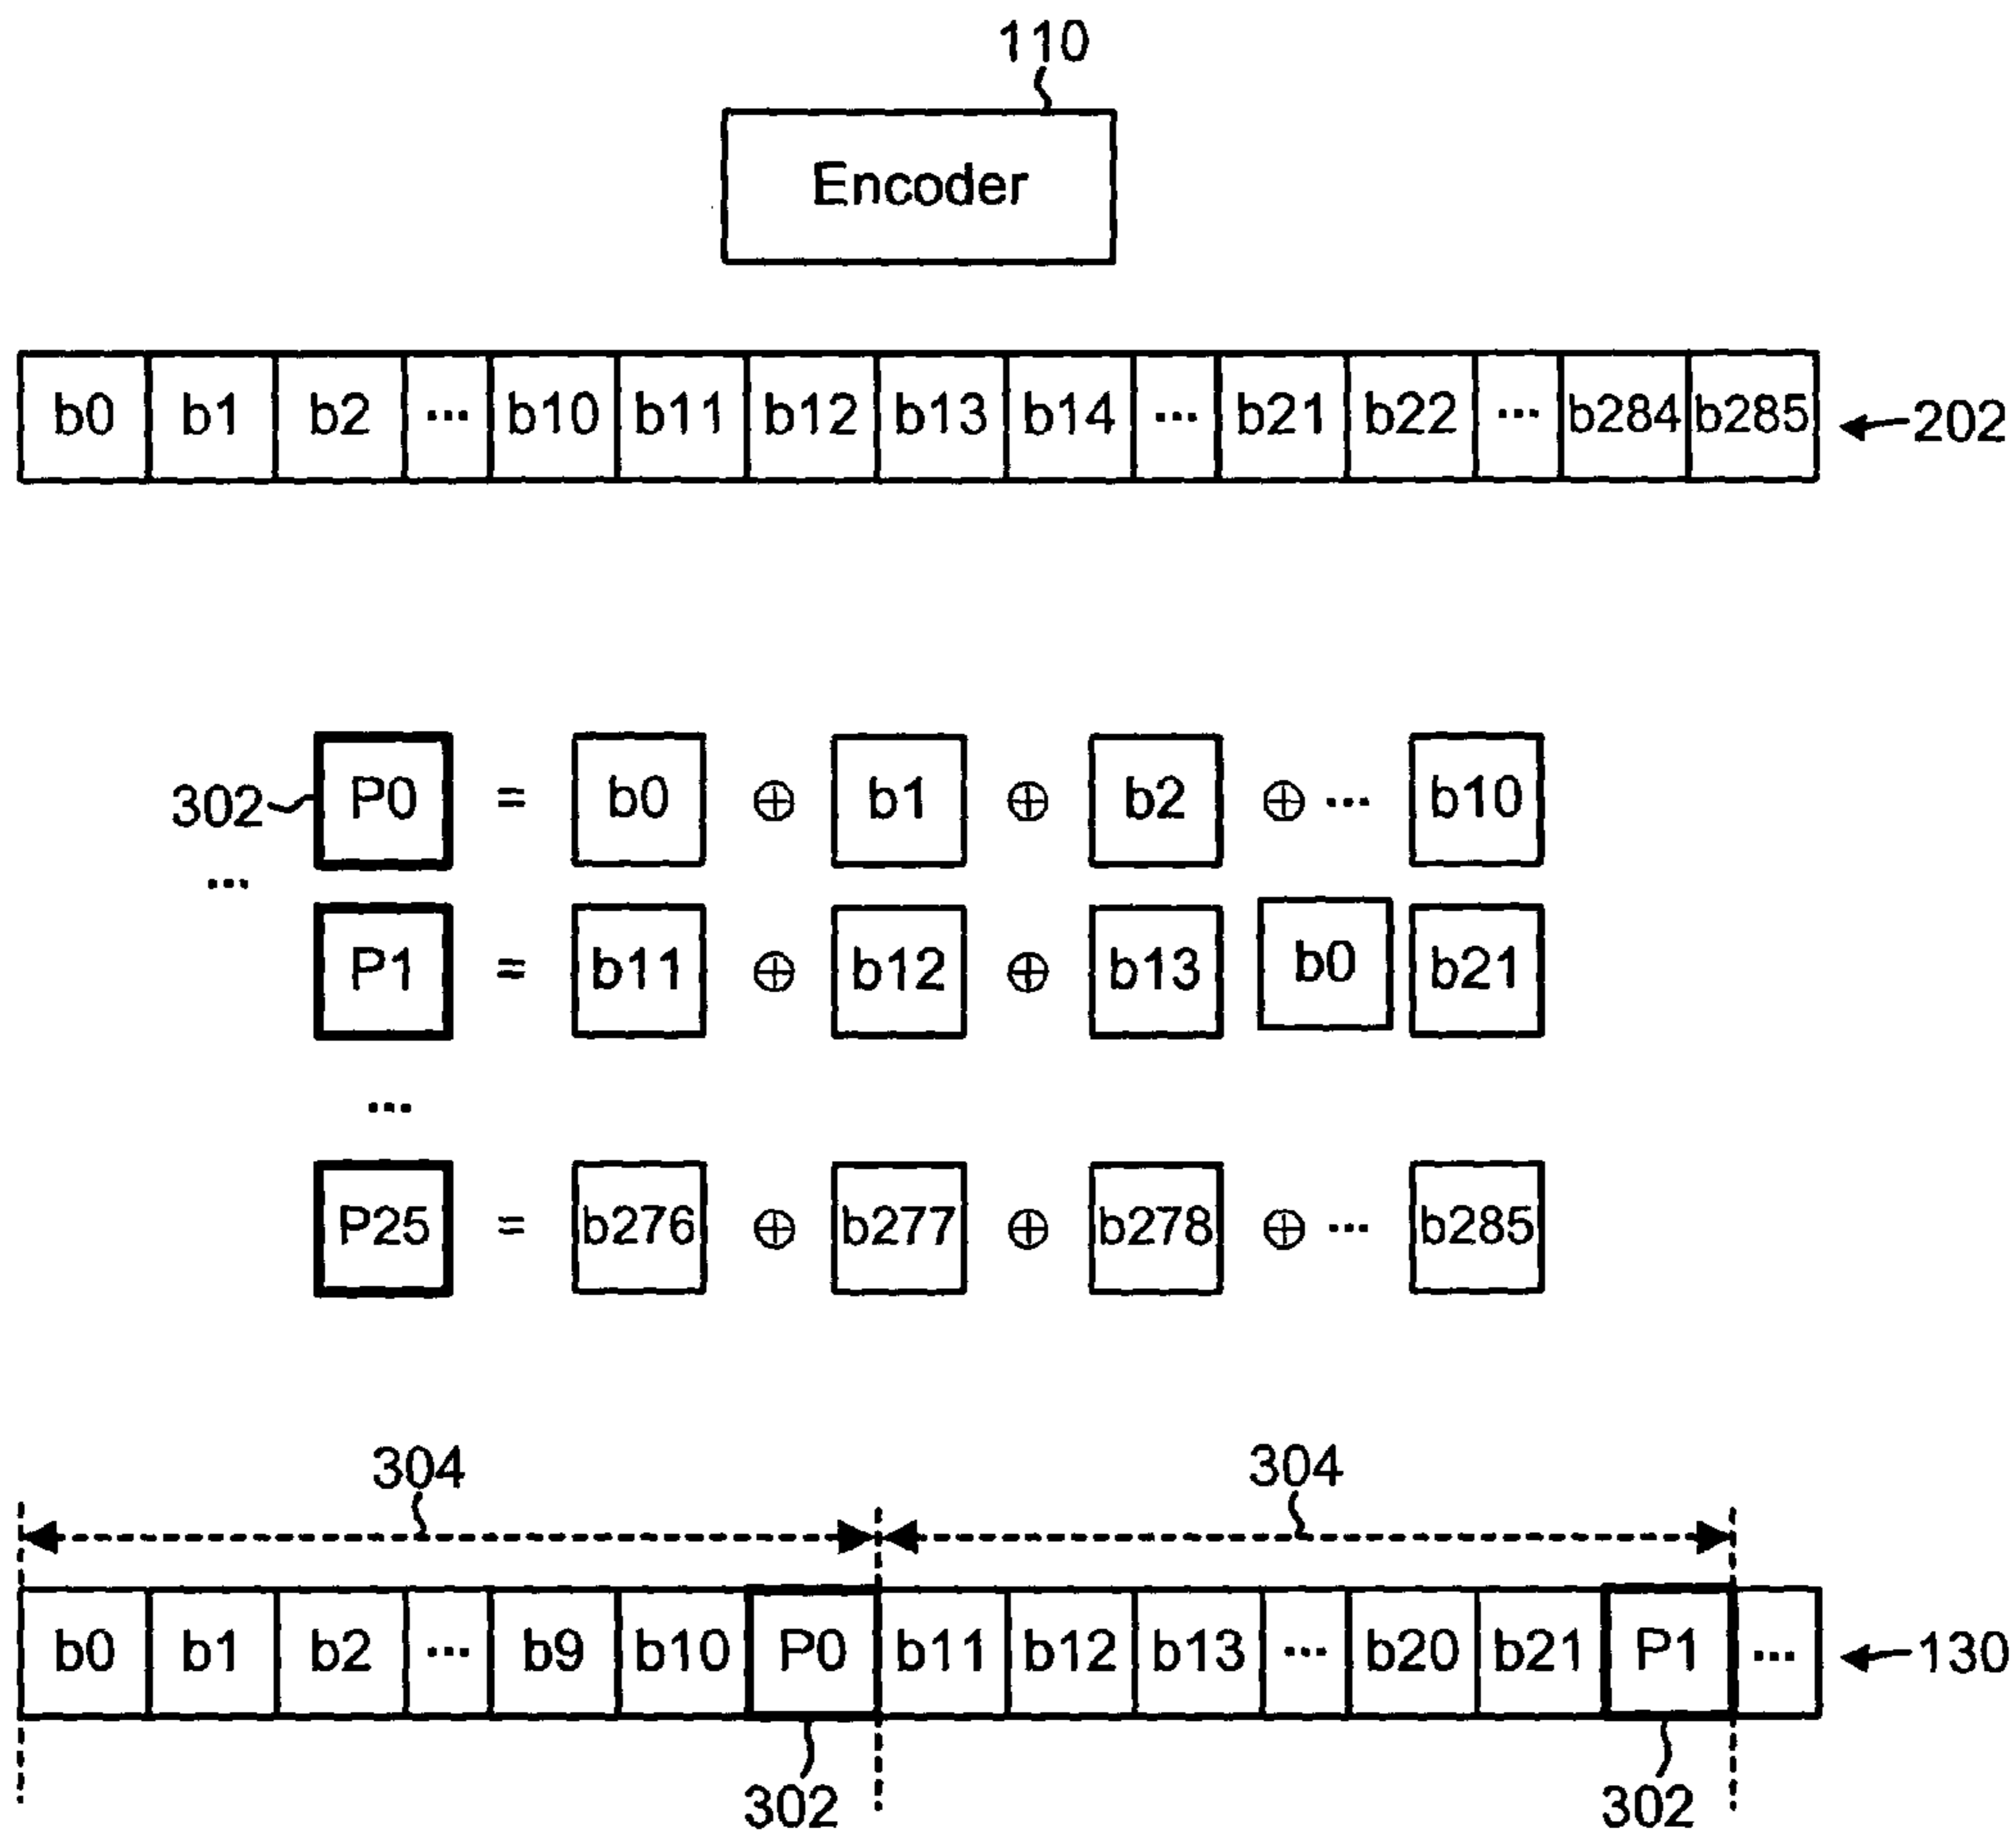 110
Encoder
b0 b1 b2 ... b10 b11 b12 b13 b14 ... b21 b22 ... b284 b285 202
302 P0 = b0 ⊕ b1 ⊕ b2 ⊕ ... b10
...
P1 = b11 ⊕ b12 ⊕ b13 b0 b21
...
P25 = b276 ⊕ b277 ⊕ b278 ⊕ ... b285
304 304
b0 b1 b2 ... b9 b10 P0 b11 b12 b13 ... b20 b21 P1 ... 130
302 302